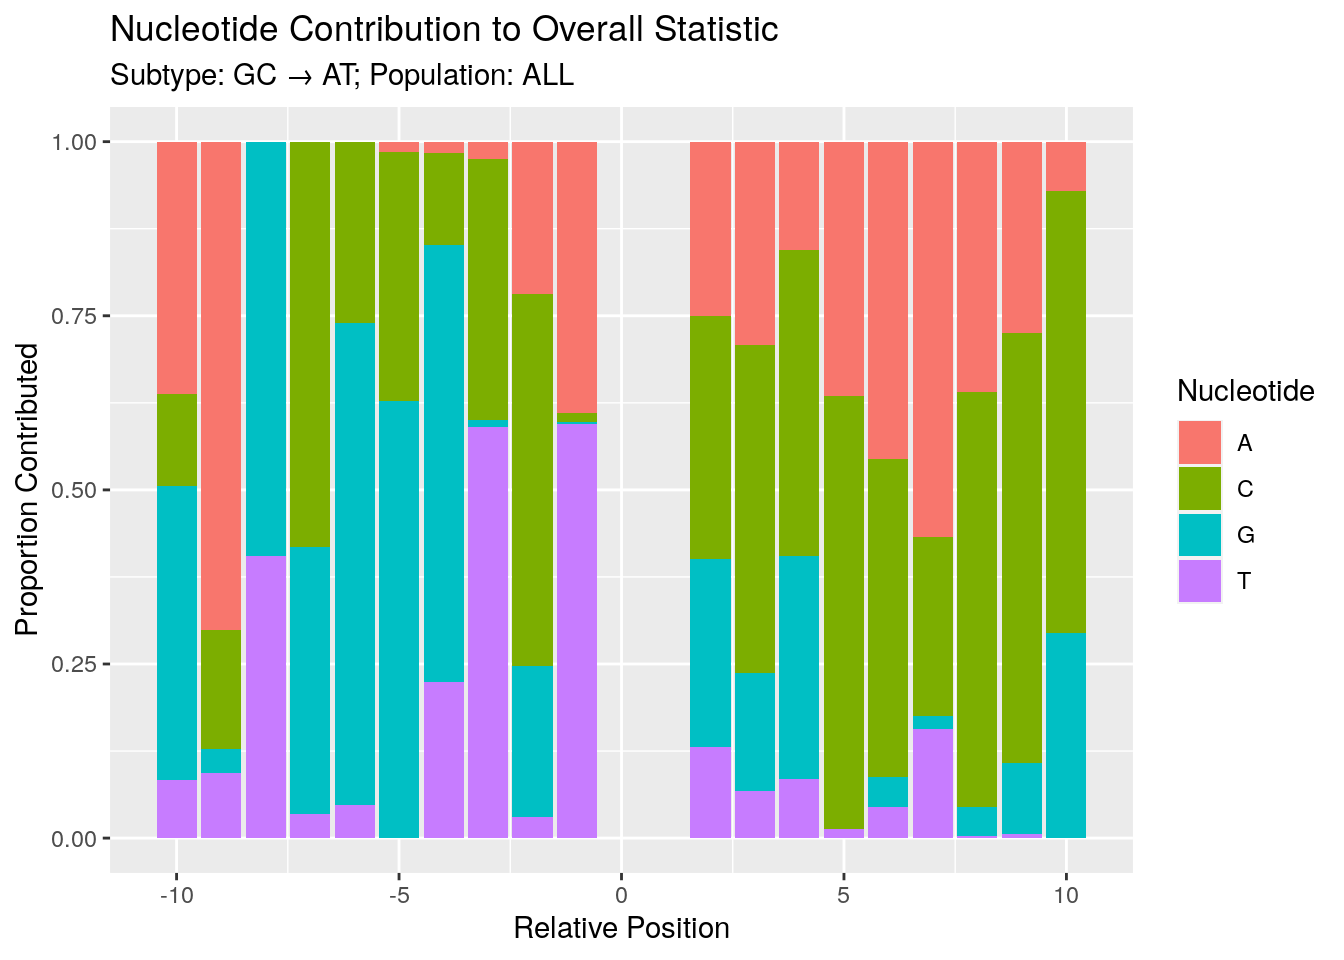 Nucleotide Contribution to Overall Statistic
Subtype: GC → AT; Population: ALL
1.00
0.75
0.50
0.25
0.00
Proportion Contributed
-10
-5
0
5
10
Relative Position
Nucleotide
A
C
G
T